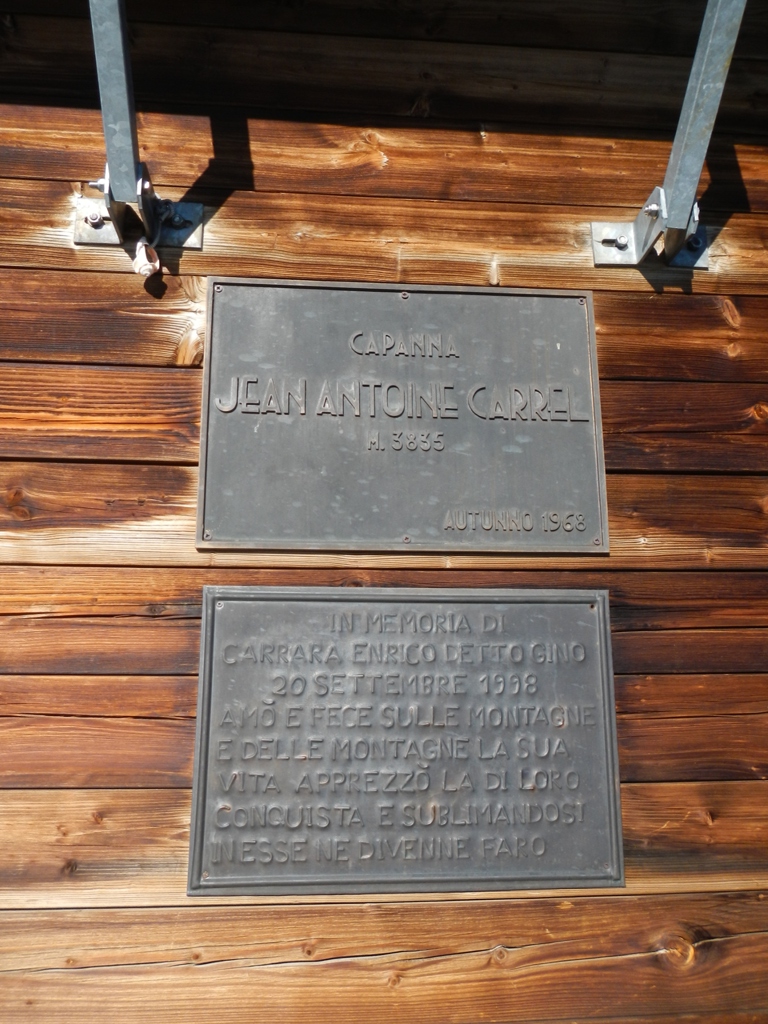 CAPANNA
JEAN ANTOINE CARREL
M. 3835
AUTUNNO 1968
IN MEMORIA DI
CARRARA ENRICO DETTO GINO
20 SETTEMBRE 1998
AMÒ E FECE SULLE MONTAGNE
E DELLE MONTAGNE LA SUA
VITA APPREZZÒ LA DI LORO
CONQUISTA E SUBLIMANDOSI
IN ESSE NE DIVENNE FARO